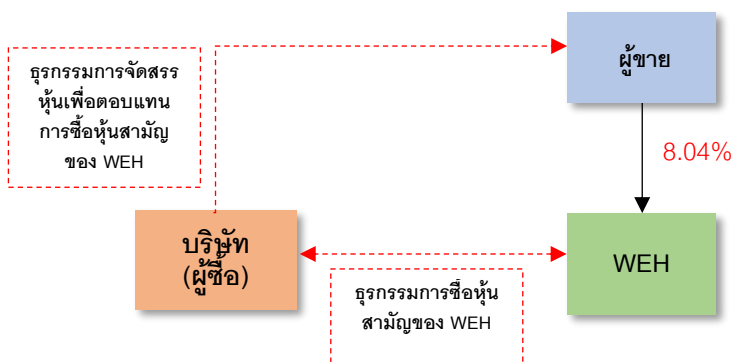 ธุรกรรมการจัดสรร
หุ้นเพื่อตอบแทน
การซื้อหุ้นสามัญ
ของ WEH
ผู้ขาย
8.04%
บริษัท
(ผู้ซื้อ)
WEH
ธุรกรรมการซื้อหุ้น
สามัญของ WEH